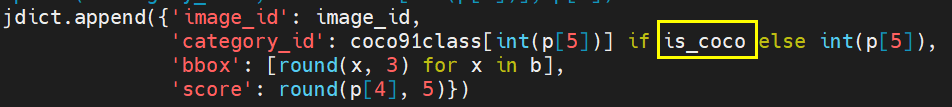 jdict.append({'image_id': image_id,
'category_id': coco91class[int(p[5])] if is_coco else int(p[5]),
'bbox': [round(x, 3) for x in b],
'score': round(p[4], 5)})